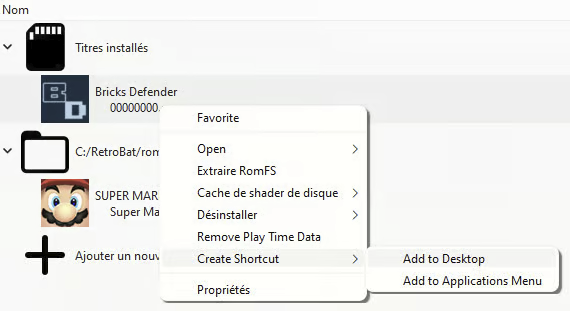 Nom
Titres installés
Bricks Defender
00000000
Favorite
Open
C:/RetroBat/rom
Extraire RomFS
Cache de shader de disque
SUPER MAR
Désinstaller
Super Ma
Remove Play Time Data
Ajouter un nouv
Create Shortcut
Add to Desktop
Add to Applications Menu
Propriétés